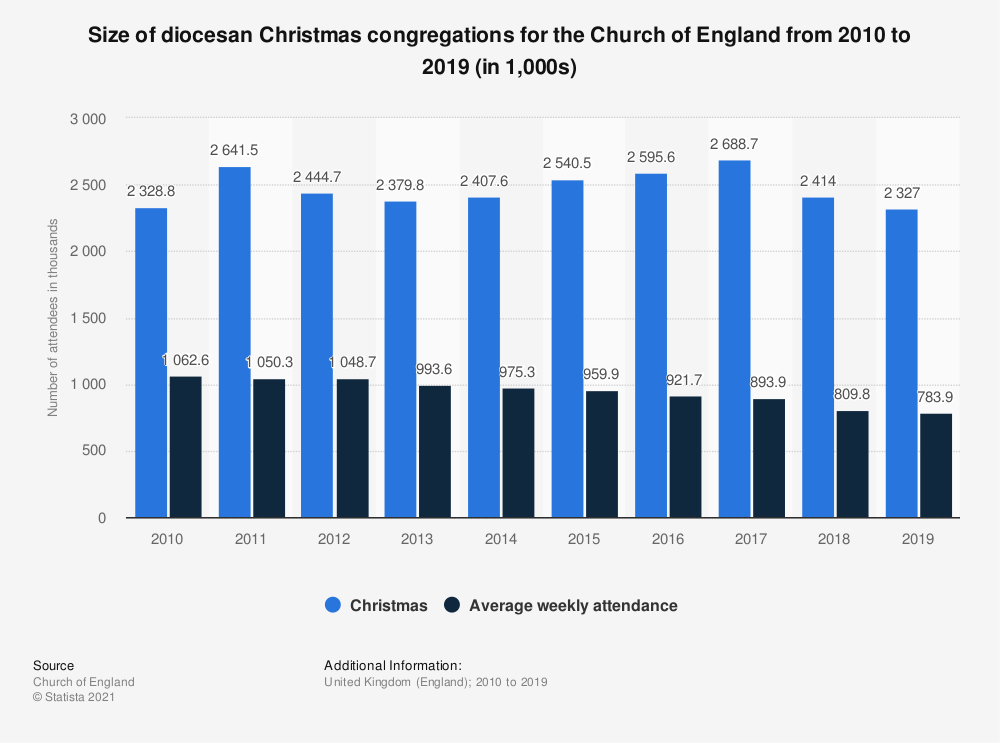 Size of diocesan Christmas congregations for the Church of England from 2010 to
2019 (in 1,000s)
Number of attendees in thousands
3 000
2 500
2 000
1 500
1 000
500
0
2 328.8
2 641.5
2 444.7
2 379.8
2 407.6
2 540.5
2 595.6
2 688.7
2 414
2 327
1 062.6
1 050.3
1 048.7
993.6
975.3
959.9
921.7
893.9
809.8
783.9
2010 2011 2012 2013 2014 2015 2016 2017 2018 2019
Christmas Average weekly attendance
Source
Church of England
© Statista 2021
Additional Information:
United Kingdom (England); 2010 to 2019